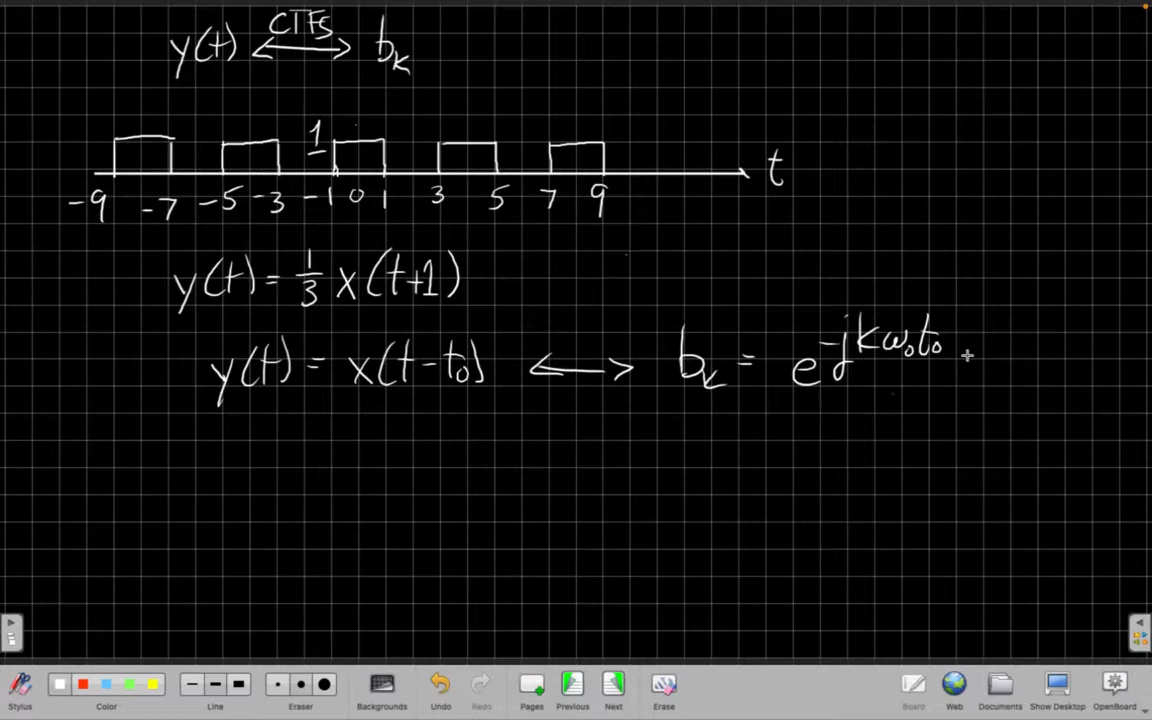 y(t) <--CTFS--> b_k
1
t
-9 -7 -5 -3 -1 0 1 3 5 7 9
y(t) = 1/3 x(t+1)
y(t) = x(t-t₀) <--> b_k = e^{-jkω₀t₀}
Stylus Color Line Eraser Backgrounds Undo Redo Pages Previous Next Erase Board Web Documents Show Desktop OpenBoard